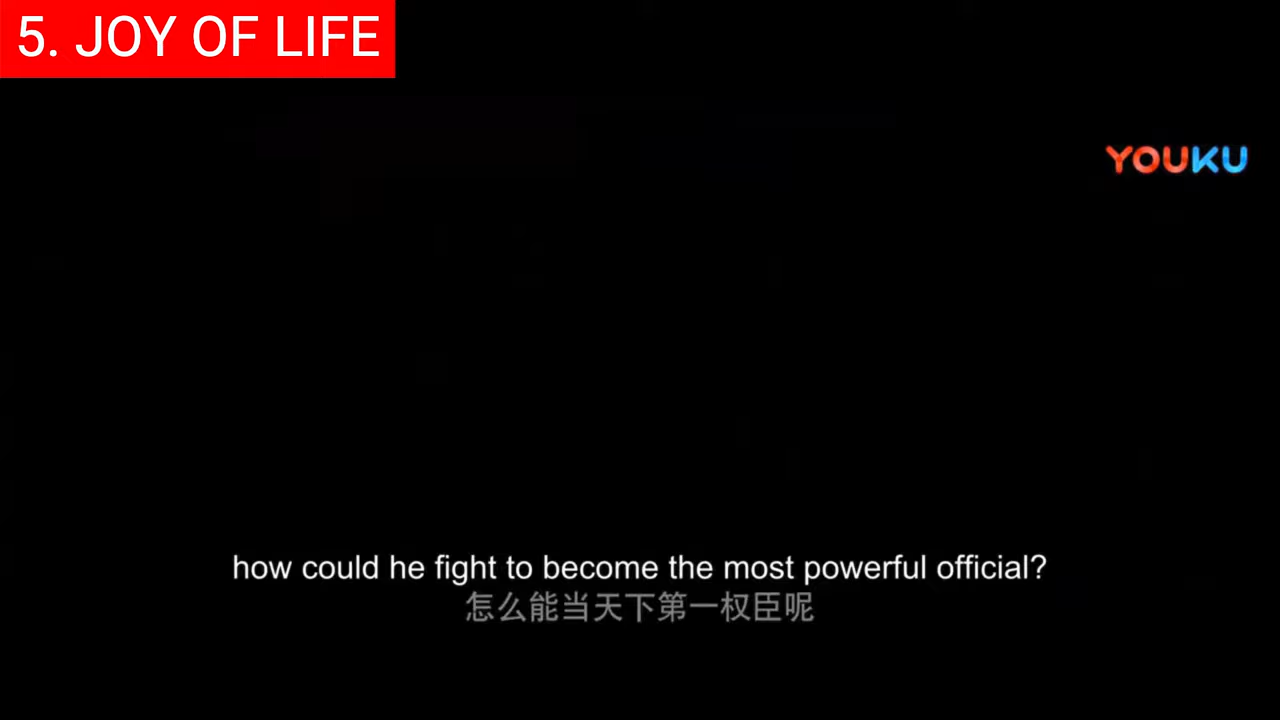 5. JOY OF LIFE
YOUKU
how could he fight to become the most powerful official?
怎么能当天下第一权臣呢